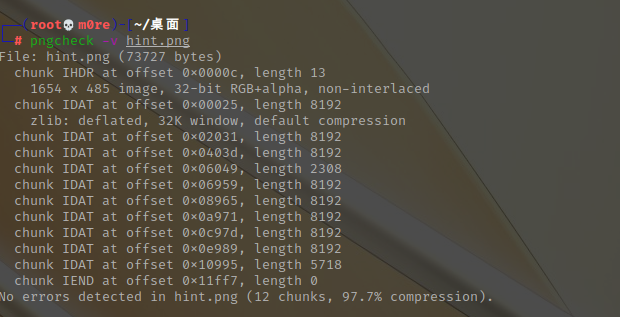 (root💀m0re)-[~/桌面]
# pngcheck -v hint.png
File: hint.png (73727 bytes)
chunk IHDR at offset 0×0000c, length 13
1654 x 485 image, 32-bit RGB+alpha, non-interlaced
chunk IDAT at offset 0×00025, length 8192
zlib: deflated, 32K window, default compression
chunk IDAT at offset 0×02031, length 8192
chunk IDAT at offset 0×0403d, length 8192
chunk IDAT at offset 0×06049, length 2308
chunk IDAT at offset 0×06959, length 8192
chunk IDAT at offset 0×08965, length 8192
chunk IDAT at offset 0×0a971, length 8192
chunk IDAT at offset 0×0c97d, length 8192
chunk IDAT at offset 0×0e989, length 8192
chunk IDAT at offset 0×10995, length 5718
chunk IEND at offset 0×11ff7, length 0
No errors detected in hint.png (12 chunks, 97.7% compression).